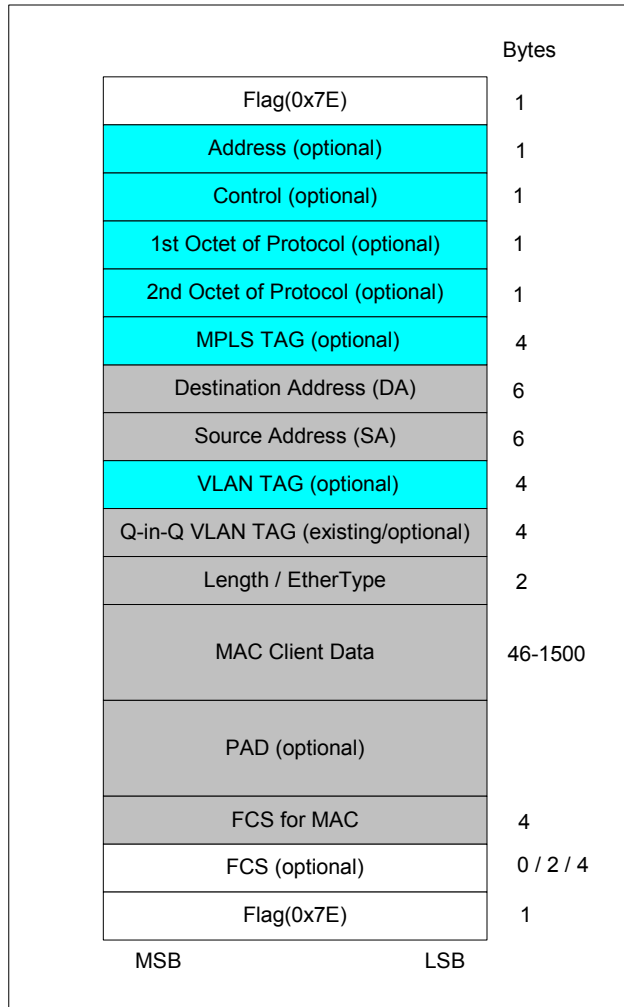 Bytes
Flag(0x7E) 1
Address (optional) 1
Control (optional) 1
1st Octet of Protocol (optional) 1
2nd Octet of Protocol (optional) 1
MPLS TAG (optional) 4
Destination Address (DA) 6
Source Address (SA) 6
VLAN TAG (optional) 4
Q-in-Q VLAN TAG (existing/optional) 4
Length / EtherType 2
MAC Client Data 46-1500
PAD (optional)
FCS for MAC 4
FCS (optional) 0 / 2 / 4
Flag(0x7E) 1
MSB LSB